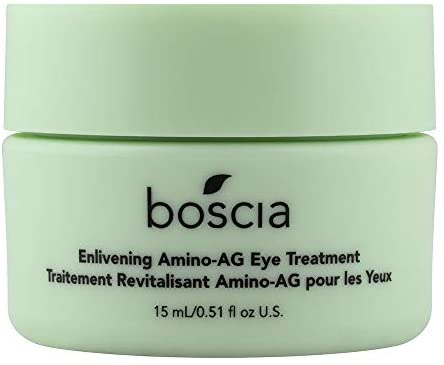 boscia
Enlivening Amino-AG Eye Treatment
Traitement Revitalisant Amino-AG pour les Yeux
15 mL/0.51 fl oz U.S.